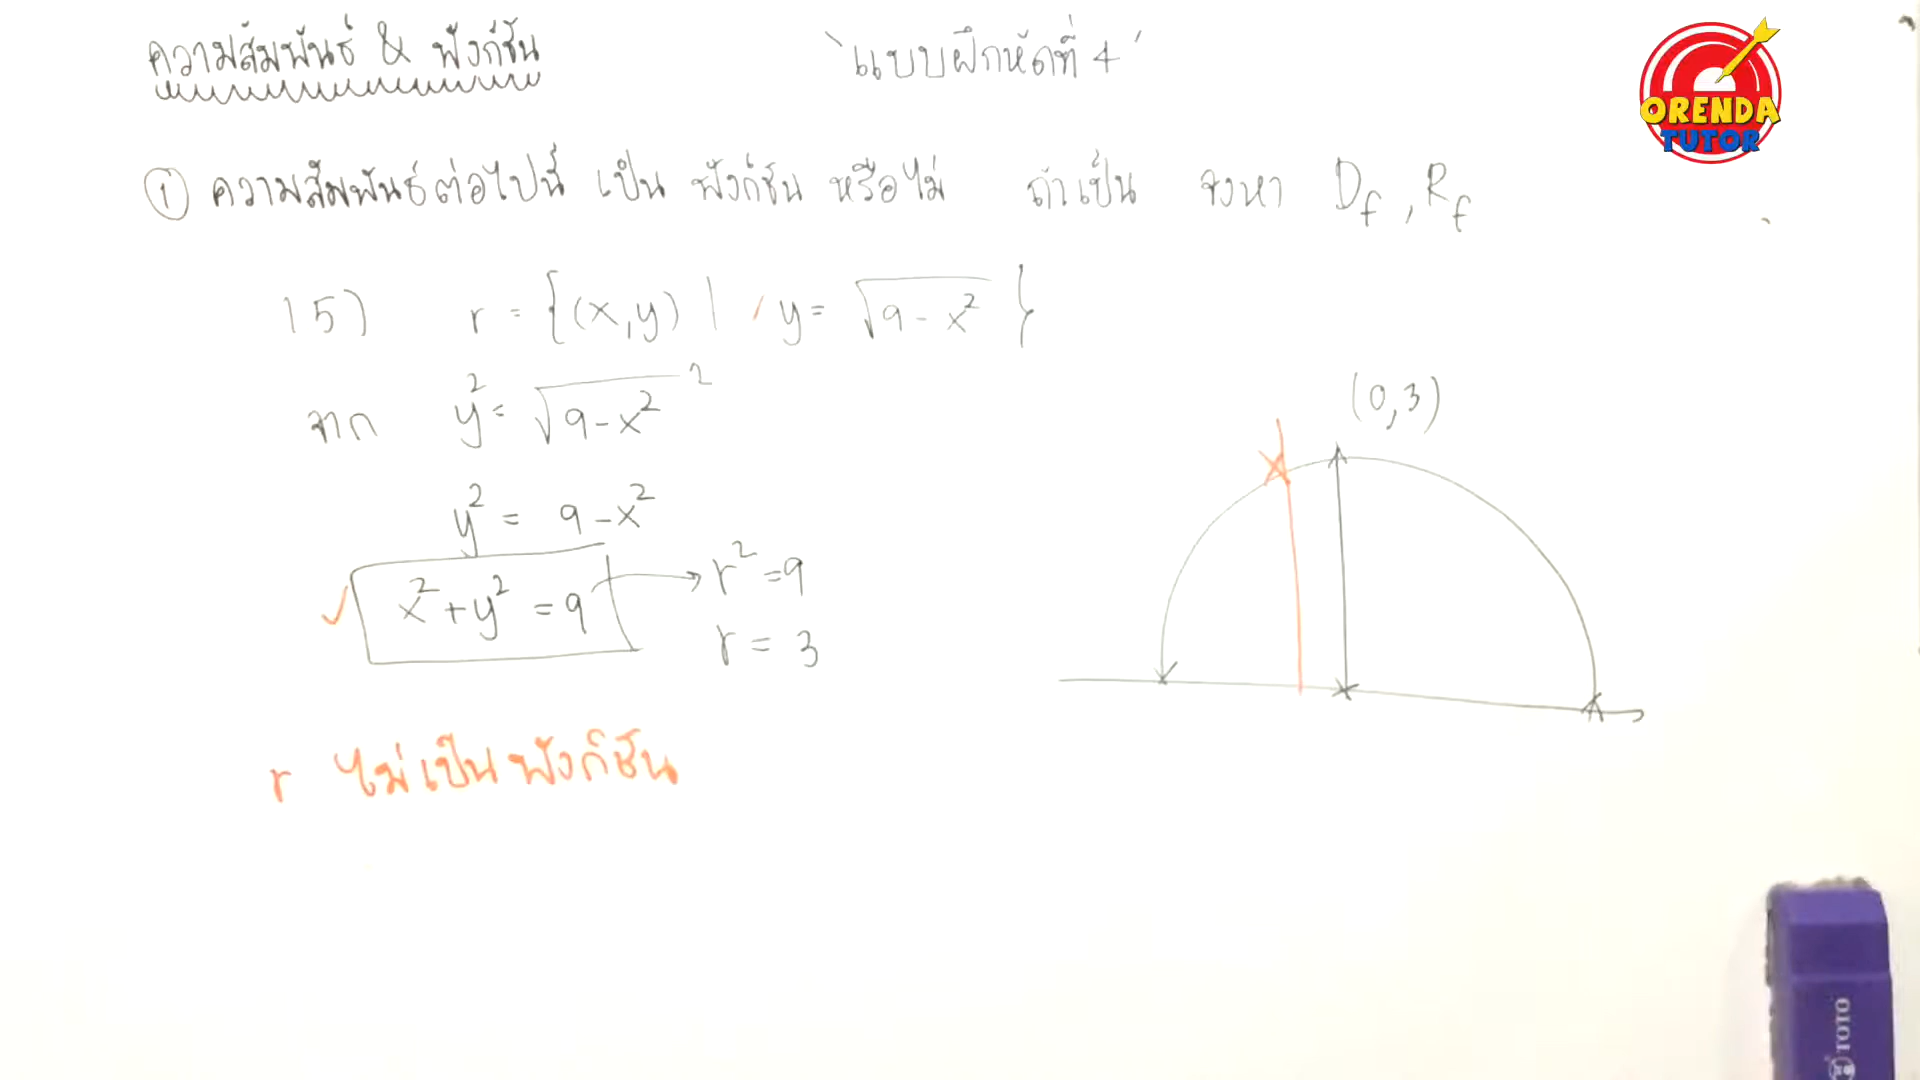 ความสัมพันธ์ & ฟังก์ชัน
`แบบฝึกหัดที่ 4´
ORENDA
TUTOR
① ความสัมพันธ์ต่อไปนี้ เป็น ฟังก์ชัน หรือไม่ ถ้าเป็น จงหา D_f , R_f
15) r = {(x,y) | y = √(9-x²)}
จาก y² = √(9-x²)²
(0,3)
y² = 9-x²
x²+y² = 9 → r² = 9
r = 3
r ไม่เป็นฟังก์ชัน
TOTO